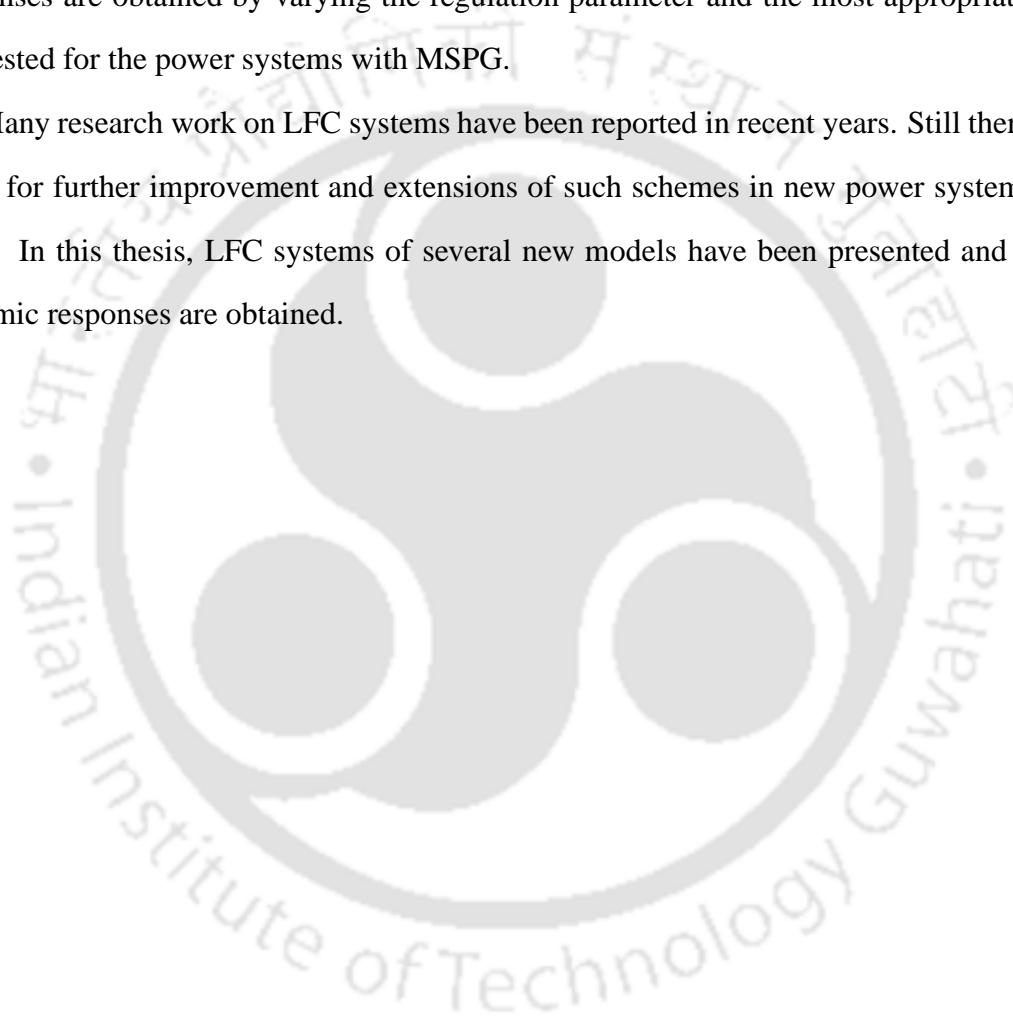 nses are obtained by varying the regulation parameter and the most appropriat
ested for the power systems with MSPG.
Many research work on LFC systems have been reported in recent years. Still ther
for further improvement and extensions of such schemes in new power system
In this thesis, LFC systems of several new models have been presented and
mic responses are obtained.
Indian Institute of Technology Guwahati